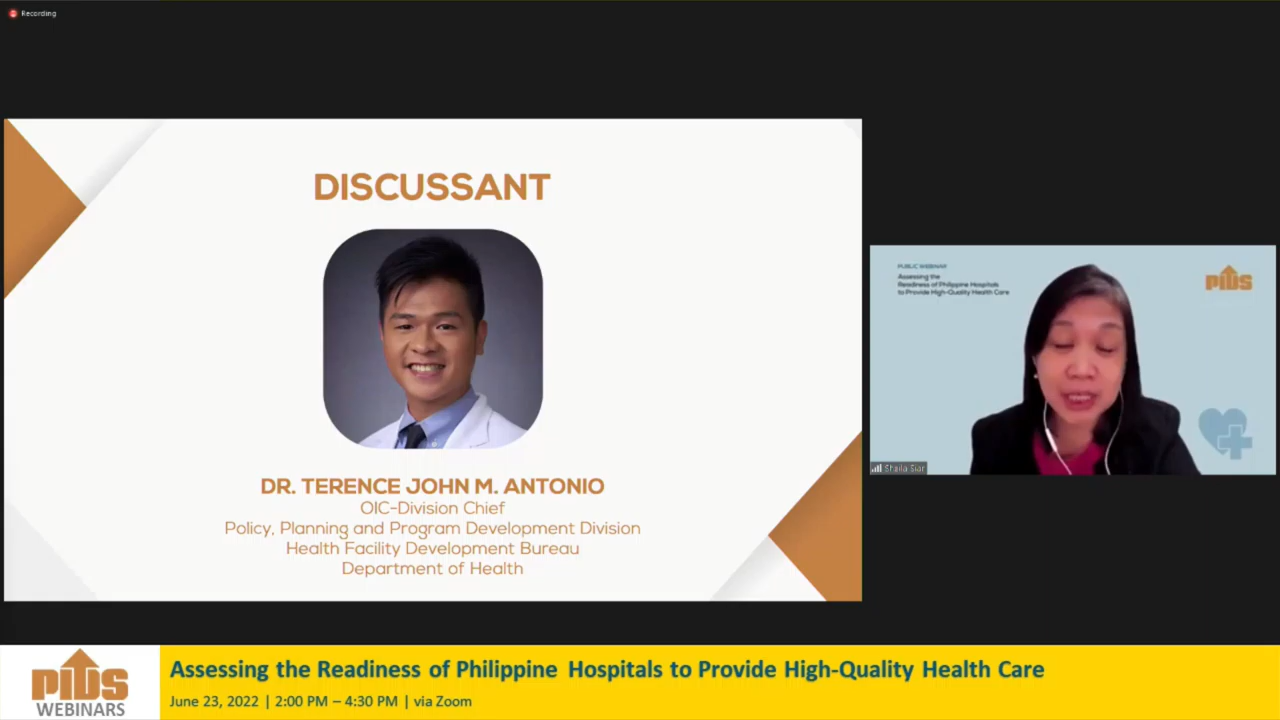 Recording
DISCUSSANT
DR. TERENCE JOHN M. ANTONIO
OIC-Division Chief
Policy, Planning and Program Development Division
Health Facility Development Bureau
Department of Health
PUBLIC WEBINAR
Assessing the
Readiness of Philippine Hospitals
to Provide High-Quality Health Care
PIDS
Sheila Siar
PIDS
WEBINARS
Assessing the Readiness of Philippine Hospitals to Provide High-Quality Health Care
June 23, 2022 | 2:00 PM – 4:30 PM | via Zoom